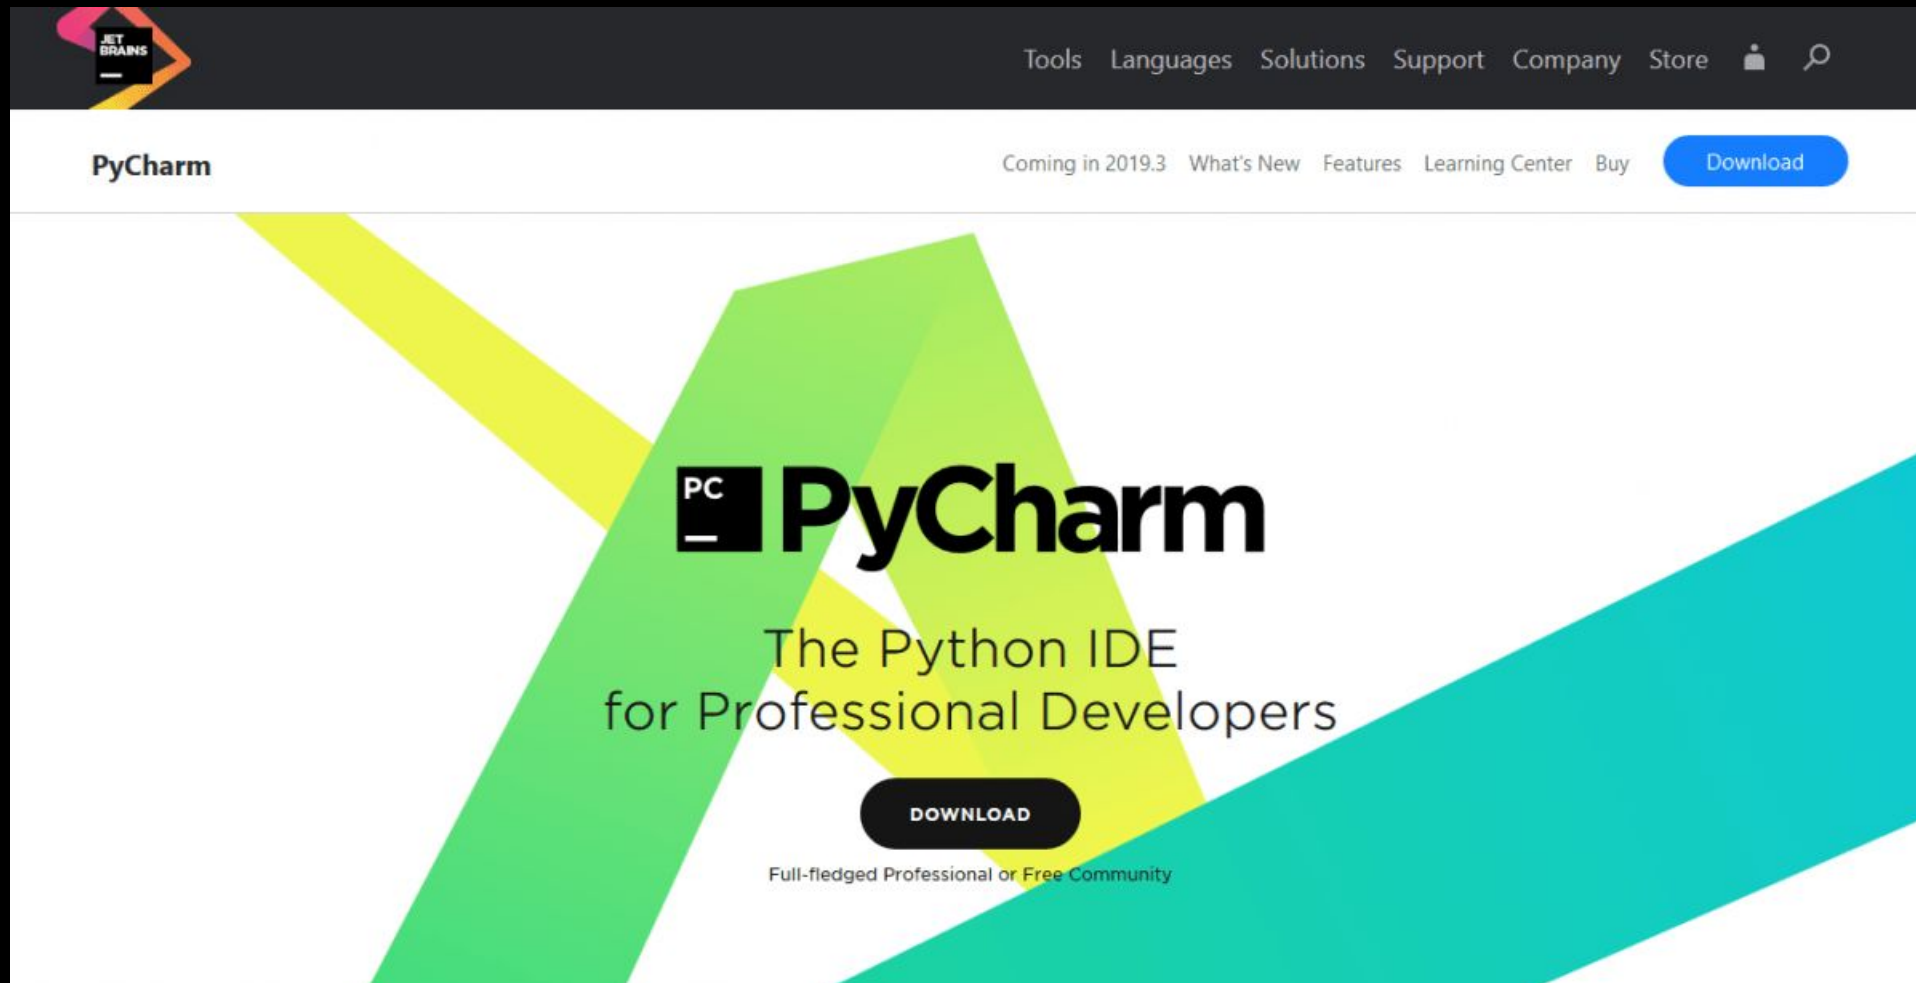 JET
BRAINS
Tools Languages Solutions Support Company Store
PyCharm
Coming in 2019.3 What's New Features Learning Center Buy Download
PC PyCharm
The Python IDE
for Professional Developers
DOWNLOAD
Full-fledged Professional or Free Community